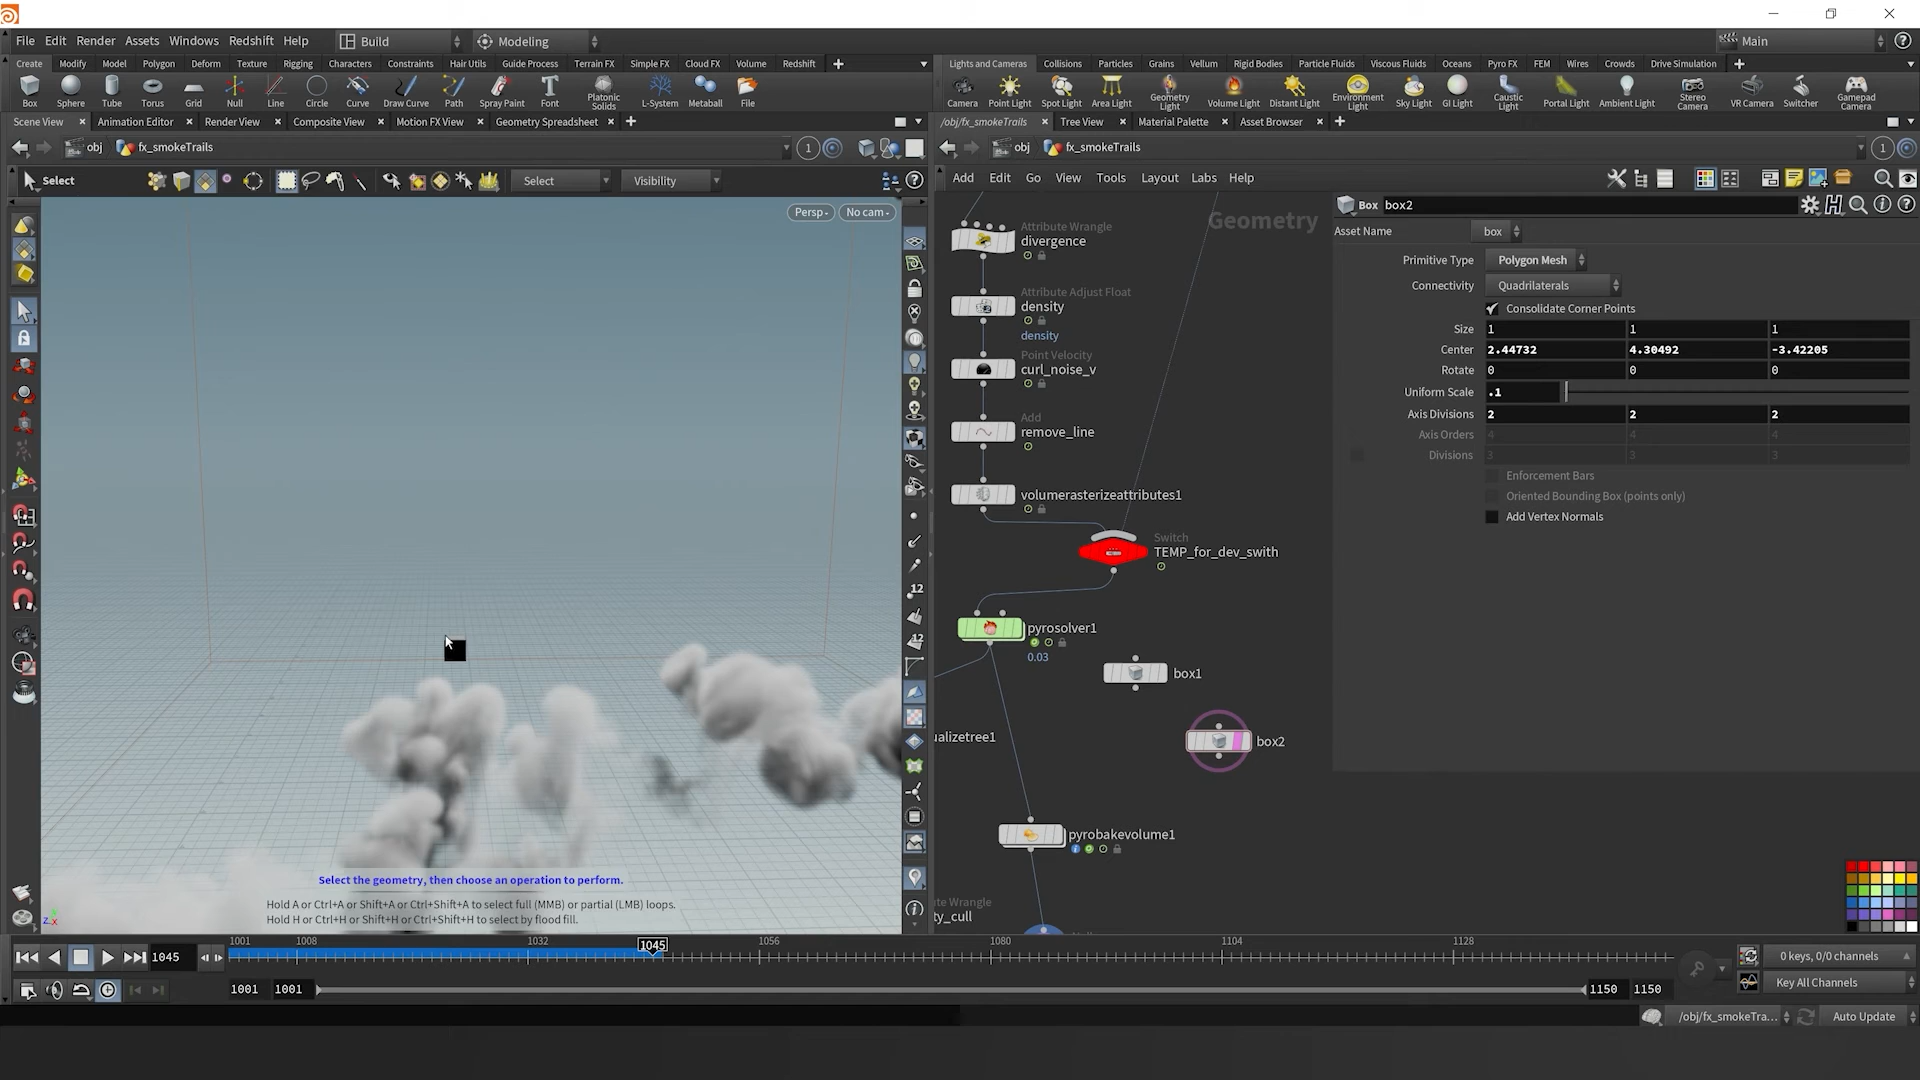 File Edit Render Assets Windows Redshift Help Build Modeling Main
Create Modify Model Polygon Deform Texture Rigging Characters Constraints Hair Utils Guide Process Terrain FX Simple FX Cloud FX Volume Redshift
Lights and Cameras Collisions Particles Grains Vellum Rigid Bodies Particle Fluids Viscous Fluids Oceans Pyro FX FEM Wires Crowds Drive Simulation
Box Sphere Tube Torus Grid Null Line Circle Curve Draw Curve Path Spray Paint Font Platonic Solids L-System Metaball File
Camera Point Light Spot Light Area Light Geometry Light Volume Light Distant Light Environment Light Sky Light GI Light Caustic Light Portal Light Ambient Light Stereo Camera VR Camera Switcher Gamepad Camera
Scene View Animation Editor Render View Composite View Motion FX View Geometry Spreadsheet
/obj/fx_smokeTrails Tree View Material Palette Asset Browser
obj fx_smokeTrails 1
obj fx_smokeTrails 1
Select Select Visibility
Add Edit Go View Tools Layout Labs Help
Persp No cam
Geometry
Attribute Wrangle
divergence
Attribute Adjust Float
density
density
Point Velocity
curl_noise_v
Add
remove_line
volumerasterizeattributes1
Switch
TEMP_for_dev_swith
pyrosolver1
0.03
box1
ualizetree1
box2
pyrobakevolume1
te Wrangle
ty_cull
Box box2
Asset Name box
Primitive Type Polygon Mesh
Connectivity Quadrilaterals
Consolidate Corner Points
Size 1 1 1
Center 2.44732 4.30492 -3.42205
Rotate 0 0 0
Uniform Scale .1
Axis Divisions 2 2 2
Axis Orders 4 4 4
Divisions 3 3 3
Enforcement Bars
Oriented Bounding Box (points only)
Add Vertex Normals
12
12
Select the geometry, then choose an operation to perform.
Hold A or Ctrl+A or Shift+A or Ctrl+Shift+A to select full (MMB) or partial (LMB) loops.
Hold H or Ctrl+H or Shift+H or Ctrl+Shift+H to select by flood fill.
z x
1001 1008 1032 1045 1056 1080 1104 1128
1045
0 keys, 0/0 channels
1001 1001 1150 1150
Key All Channels
/obj/fx_smokeTra... Auto Update